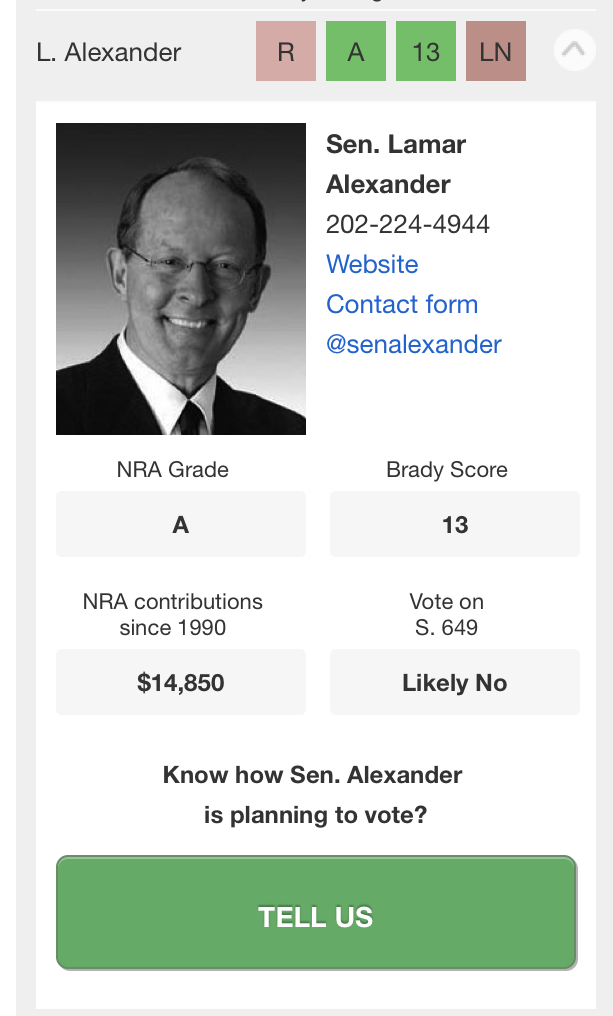 L. Alexander R A 13 LN
Sen. Lamar
Alexander
202-224-4944
Website
Contact form
@senalexander
NRA Grade Brady Score
A 13
NRA contributions
since 1990
Vote on
S. 649
$14,850 Likely No
Know how Sen. Alexander
is planning to vote?
TELL US